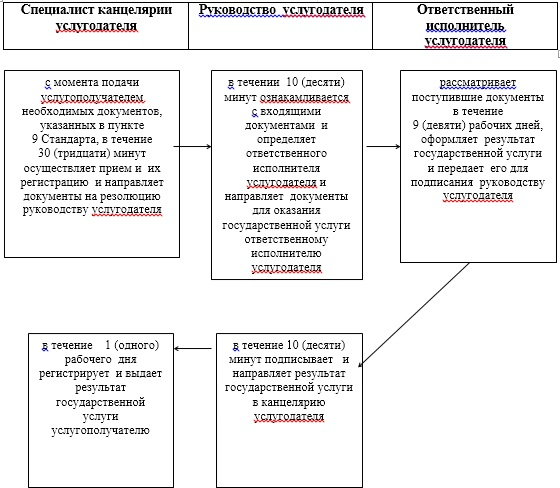 Специалист канцелярии
услугодателя
Руководство услугодателя
Ответственный
исполнитель
услугодателя
с момента подачи
услугополучателем
необходимых документов,
указанных в пункте
9 Стандарта, в течение
30 (тридцати) минут
осуществляет прием и их
регистрацию и направляет
документы на резолюцию
руководству услугодателя
в течении 10 (десяти)
минут ознакамливается
с входящими
документами и
определяет
ответственного
исполнителя
услугодателя и
направляет документы
для оказания
государственной услуги
ответственному
исполнителю
услугодателя
рассматривает
поступившие документы
в течение
9 (девяти) рабочих дней,
оформляет результат
государственной услуги
и передает его для
подписания руководству
услугодателя
в течение 1 (одного)
рабочего дня
регистрирует и выдает
результат
государственной
услуги
услугополучателю
в течение 10 (десяти)
минут подписывает и
направляет результат
государственной услуги
в канцелярию
услугодателя